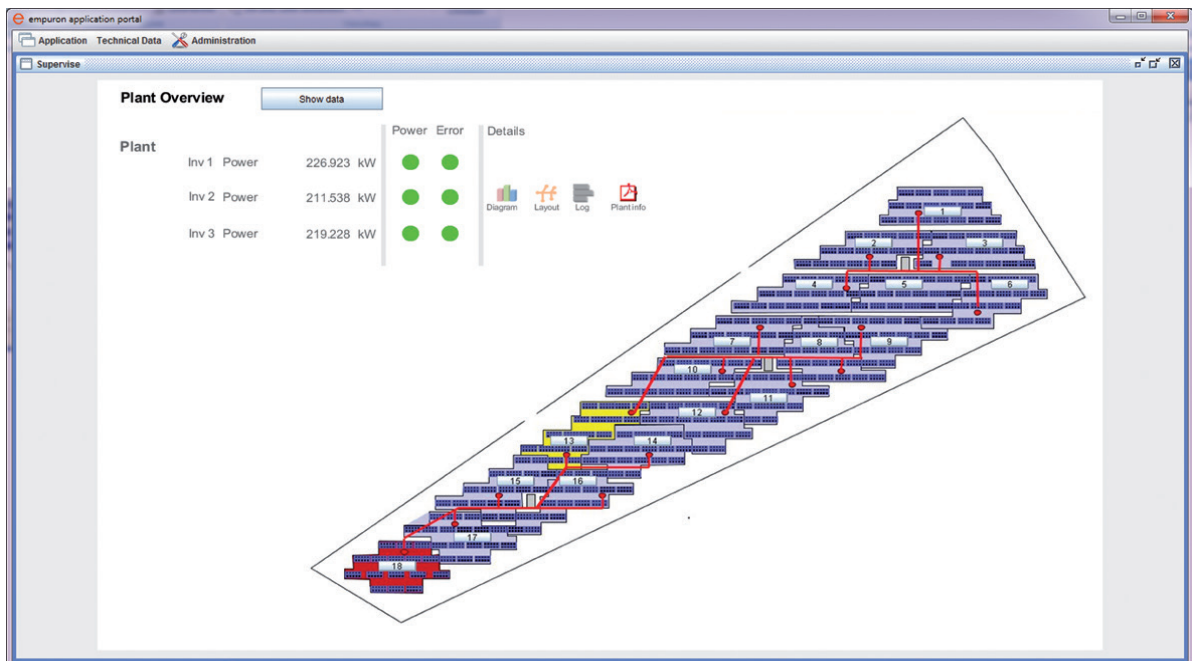 empuron application portal
Application Technical Data Administration
Supervise
Plant Overview Show data
Power Error Details
Plant
Inv 1 Power 226.923 kW
Inv 2 Power 211.538 kW
Diagram Layout Log Plantinfo
Inv 3 Power 219.228 kW
1
2 3
4 5 6
7 8 9
10
11
12
13 14
15 16
17
18